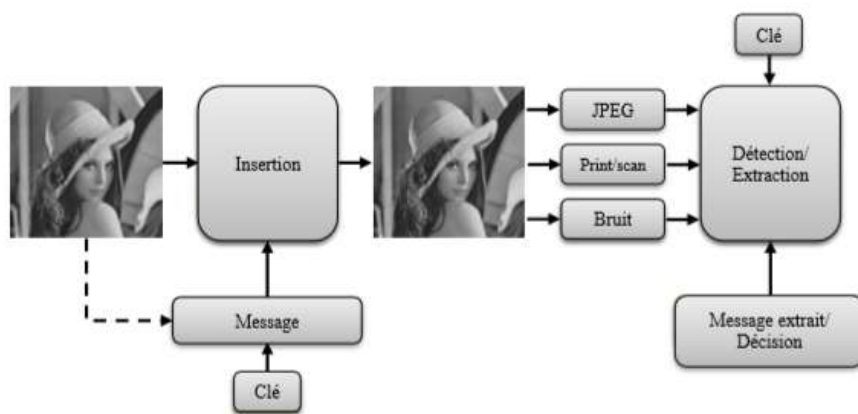 Clé
Insertion
JPEG
Print/scan
Bruit
Détection/
Extraction
Message
Clé
Message extrait/
Décision